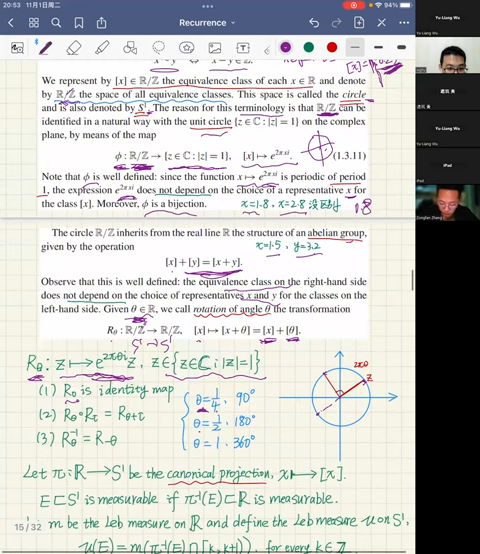 20:53 11月1日周二
94%
Recurrence
x − y ∈ ℤ.
We represent by [x] ∈ ℝ/ℤ the equivalence class of each x ∈ ℝ and denote
by ℝ/ℤ the space of all equivalence classes. This space is called the circle
and is also denoted by S¹. The reason for this terminology is that ℝ/ℤ can be
identified in a natural way with the unit circle {z ∈ ℂ : |z| = 1} on the complex
plane, by means of the map
ϕ : ℝ/ℤ → {z ∈ ℂ : |z| = 1}, [x] ↦ e^{2πxi}. (1.3.11)
Note that ϕ is well defined: since the function x ↦ e^{2πxi} is periodic of period
1, the expression e^{2πxi} does not depend on the choice of a representative x for
the class [x]. Moreover, ϕ is a bijection. x=1.8, x=2.8 没区别 1.8
The circle ℝ/ℤ inherits from the real line ℝ the structure of an abelian group,
given by the operation x=1.5, y=3.2
[x] + [y] = [x + y].
Observe that this is well defined: the equivalence class on the right-hand side
does not depend on the choice of representatives x and y for the classes on the
left-hand side. Given θ ∈ ℝ, we call rotation of angle θ the transformation
R_θ : ℝ/ℤ → ℝ/ℤ, [x] ↦ [x + θ] = [x] + [θ].
S¹ → S¹
R_θ: z ↦ e^{2πθi} z, z ∈ {z ∈ ℂ: |z|=1}
(1) R_0 is identity map
(2) R_θ ∘ R_τ = R_{θ+τ}
(3) R_θ^{-1} = R_{-θ}
θ = 1/4, 90°
θ = 1/2, 180°
θ = 1, 360°
2πθ
z
Let π: ℝ → S¹ be the canonical projection, x ↦ [x].
E ⊂ S¹ is measurable if π^{-1}(E) ⊂ ℝ is measurable.
m be the Leb measure on ℝ and define the Leb measure μ on S¹,
μ(E) = m(π^{-1}(E) ∩ [k, k+1)), for every k ∈ ℤ.
15 / 32
Yu-Liang Wu
Yu-Liang Wu
iPad
iPad